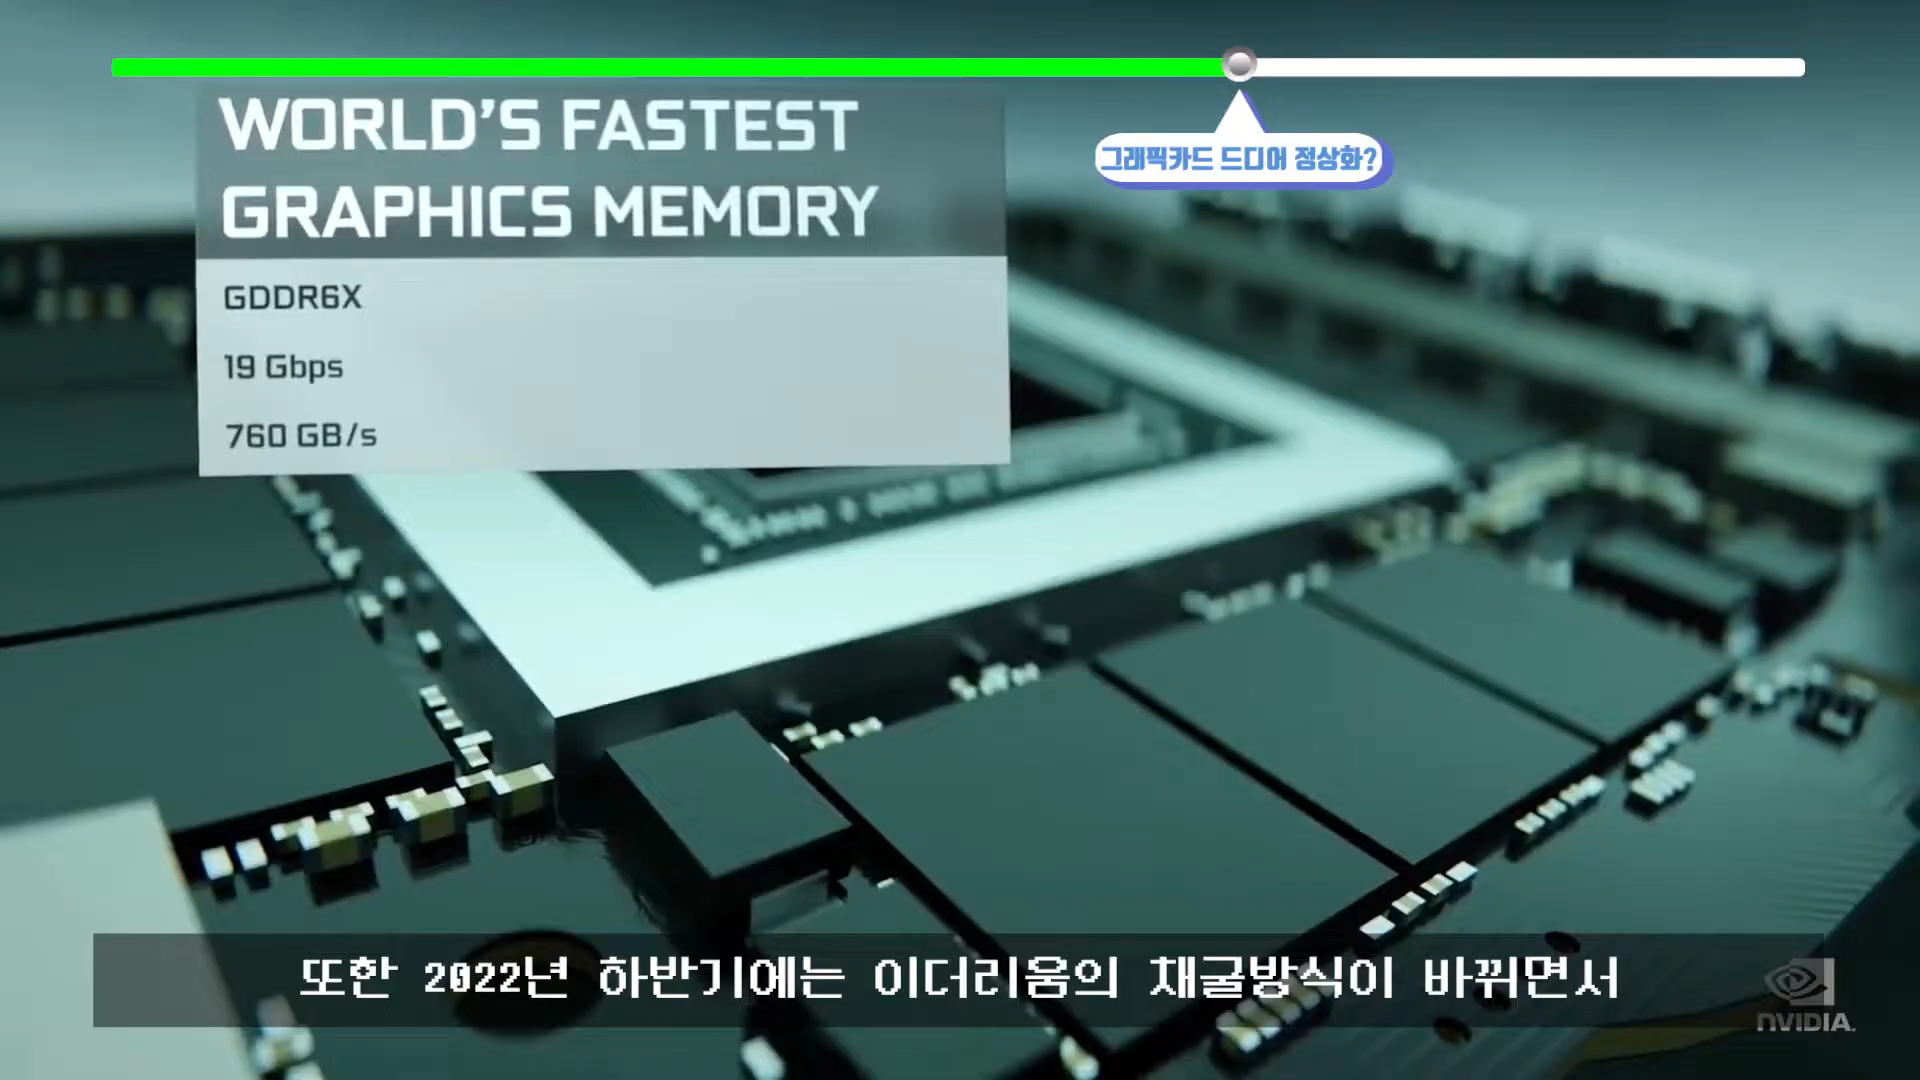 WORLD'S FASTEST
GRAPHICS MEMORY
그래픽카드 드디어 정상화?
GDDR6X
19 Gbps
760 GB/s
또한 2022년 하반기에는 이더리움의 채굴방식이 바뀌면서
NVIDIA.